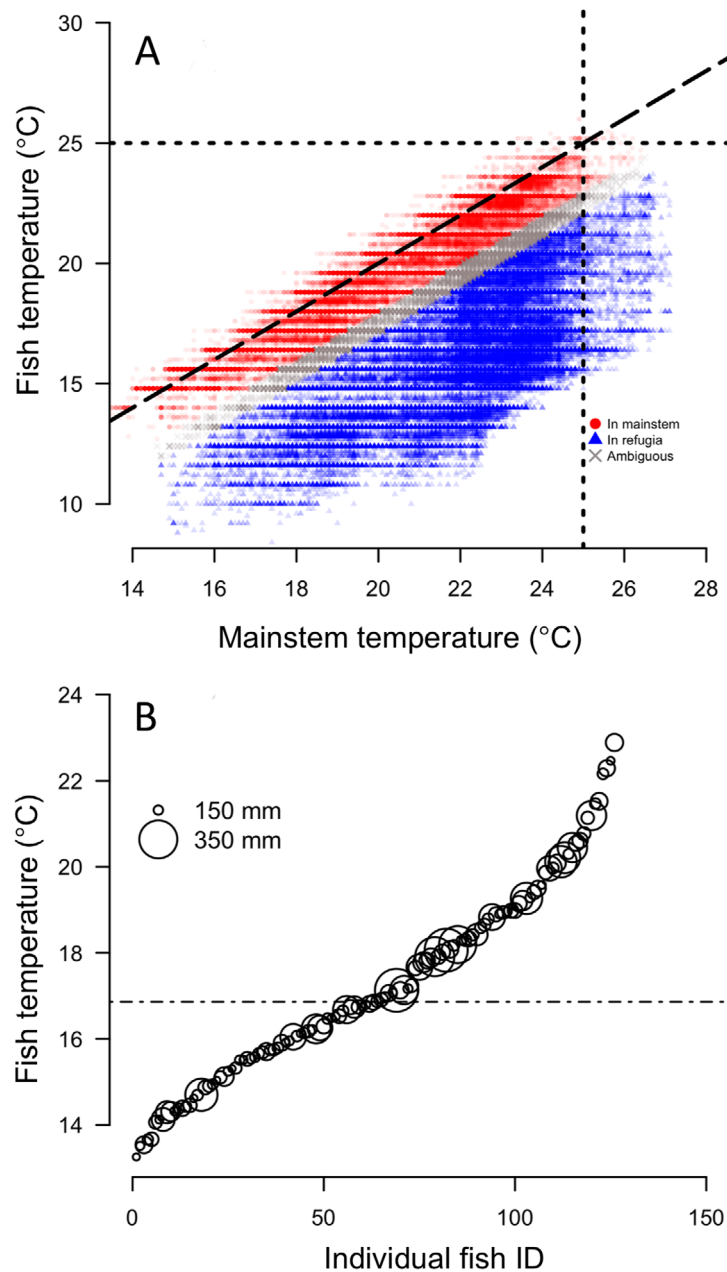 A
30
25
20
15
10
Fish temperature (°C)
In mainstem
In refugia
Ambiguous
14 16 18 20 22 24 26 28
Mainstem temperature (°C)
B
24
22
20
18
16
14
Fish temperature (°C)
150 mm
350 mm
0 50 100 150
Individual fish ID